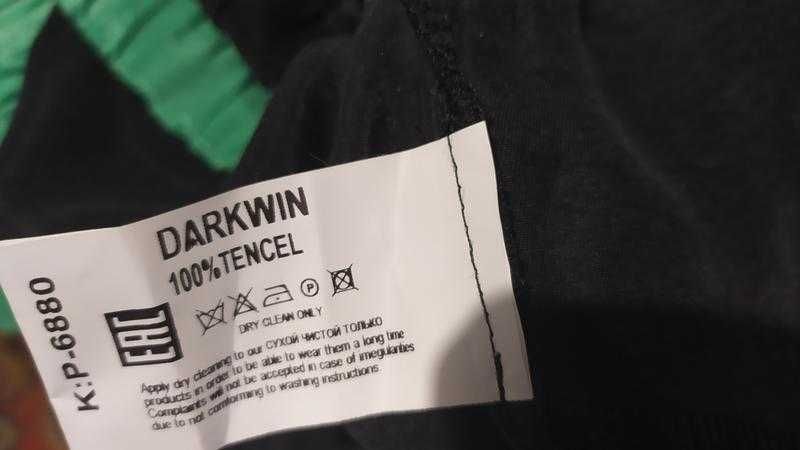 DARKWIN
100%TENCEL
P
DRY CLEAN ONLY
EAC
K:P-6880
Apply dry cleaning to our СУХОЙ ЧИСТОЙ ТОЛЬКО
products in order to be able to wear them a long time
Complaints will not be accepted in case of irregularities
due to not comforming to washing instructions